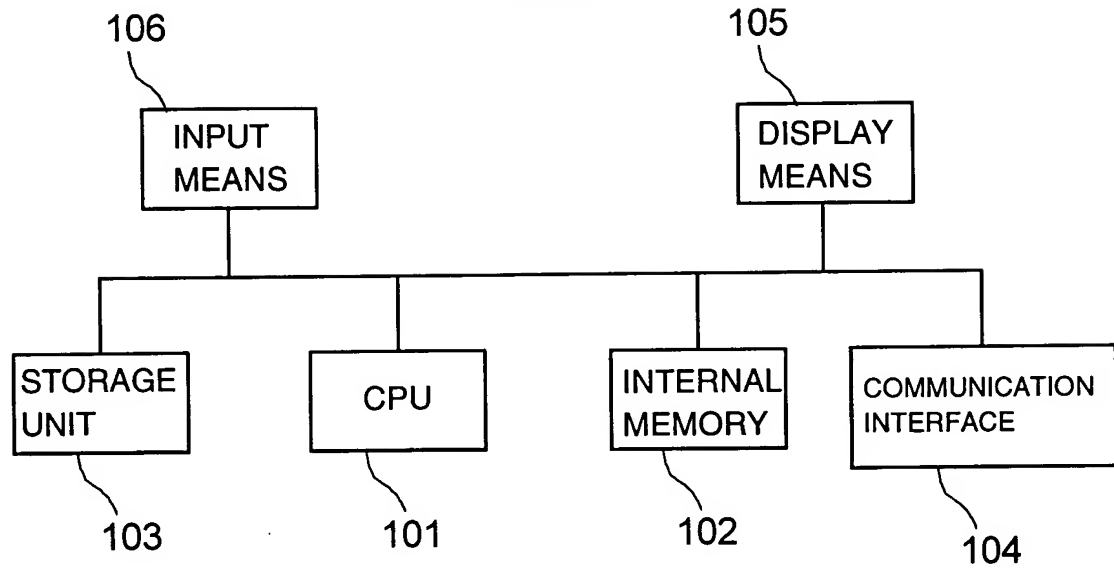 106
105
INPUT
MEANS
DISPLAY
MEANS
STORAGE
UNIT
CPU
INTERNAL
MEMORY
COMMUNICATION
INTERFACE
103
101
102
104